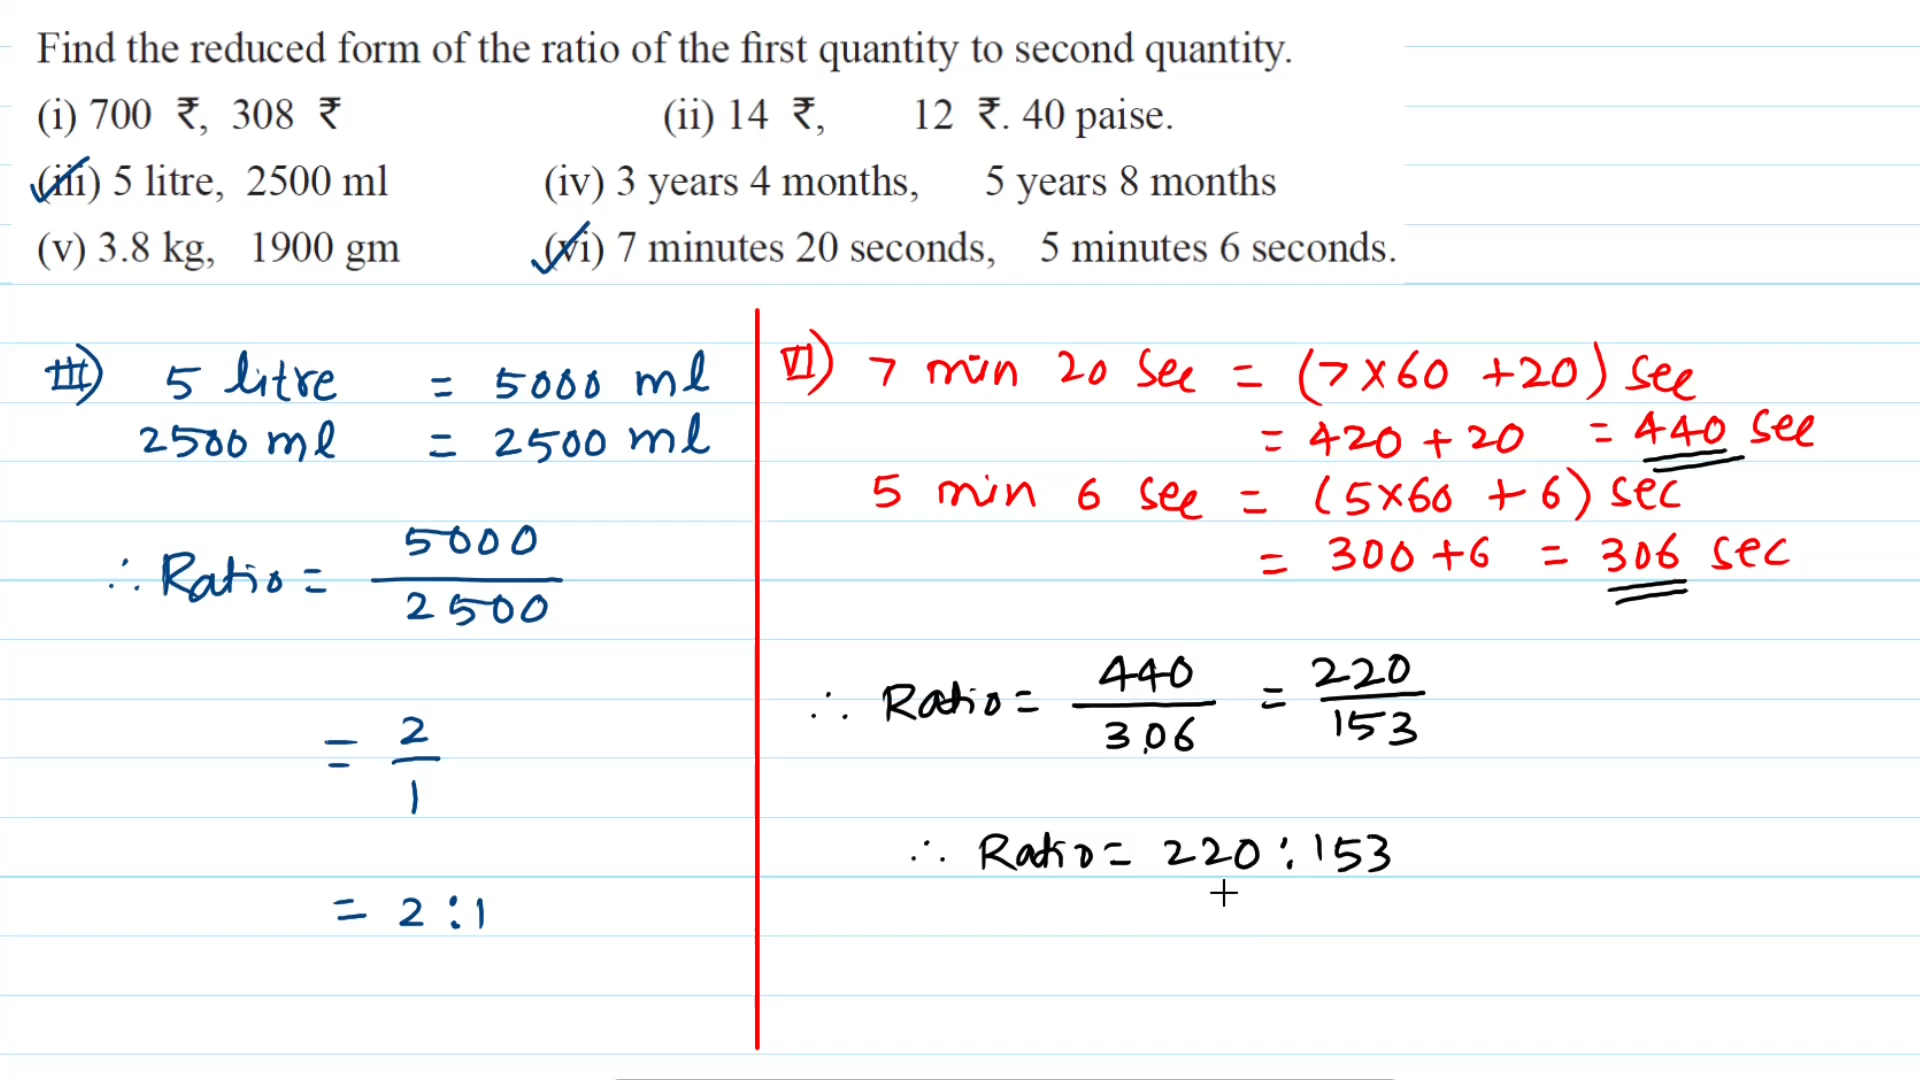 Find the reduced form of the ratio of the first quantity to second quantity.
(i) 700 ₹, 308 ₹ (ii) 14 ₹, 12 ₹. 40 paise.
(iii) 5 litre, 2500 ml (iv) 3 years 4 months, 5 years 8 months
(v) 3.8 kg, 1900 gm (vi) 7 minutes 20 seconds, 5 minutes 6 seconds.
III) 5 litre = 5000 ml
2500 ml = 2500 ml
∴ Ratio = 5000/2500
= 2/1
= 2 : 1
VI) 7 min 20 sec = (7×60 +20) sec
= 420 + 20 = 440 sec
5 min 6 sec = (5×60 + 6) sec
= 300 + 6 = 306 sec
∴ Ratio = 440/306 = 220/153
∴ Ratio = 220 : 153